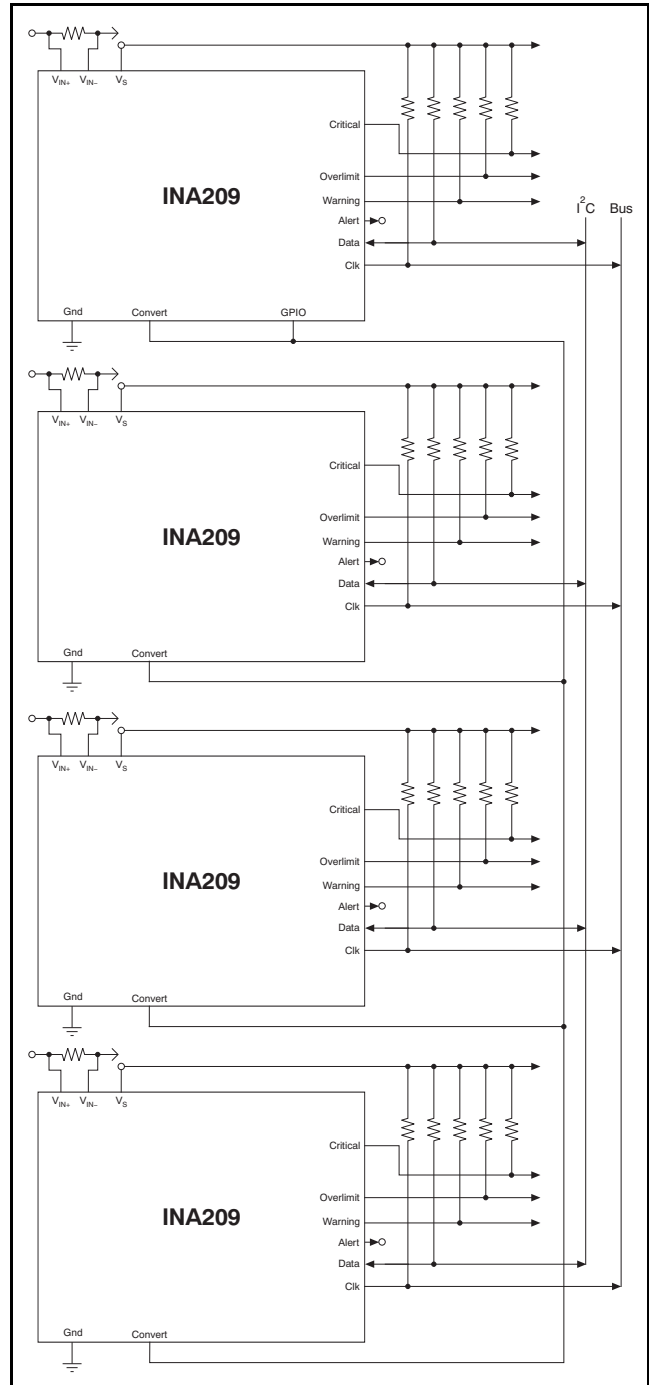 V_IN+ V_IN– V_S
Critical
INA209
Overlimit
Warning
Alert
Data
Clk
Gnd Convert GPIO
I²C Bus
V_IN+ V_IN– V_S
Critical
INA209
Overlimit
Warning
Alert
Data
Clk
Gnd Convert
V_IN+ V_IN– V_S
Critical
INA209
Overlimit
Warning
Alert
Data
Clk
Gnd Convert
V_IN+ V_IN– V_S
Critical
INA209
Overlimit
Warning
Alert
Data
Clk
Gnd Convert